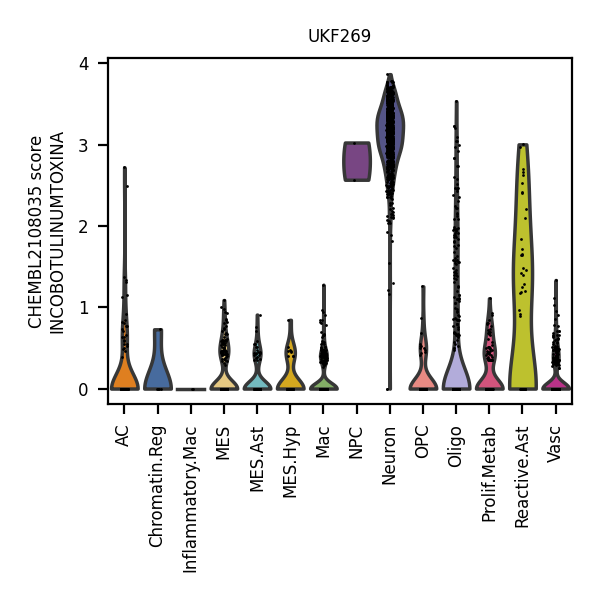 UKF269
CHEMBL2108035 score
INCOBOTULINUMTOXINA
4
3
2
1
0
AC
Chromatin.Reg
Inflammatory.Mac
MES
MES.Ast
MES.Hyp
Mac
NPC
Neuron
OPC
Oligo
Prolif.Metab
Reactive.Ast
Vasc